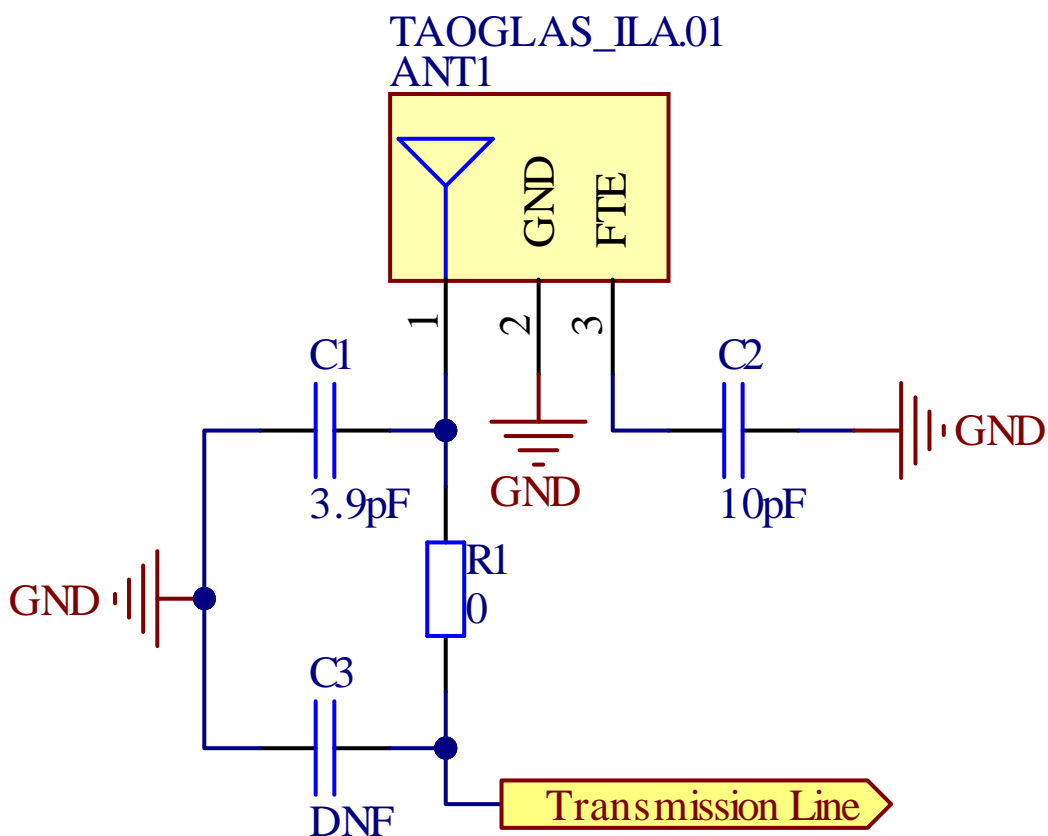 TAOGLAS_ILA.01
ANT1
GND
FTE
1
2
3
C1
3.9pF
C2
10pF
GND
GND
R1
0
GND
C3
DNF
Transmission Line